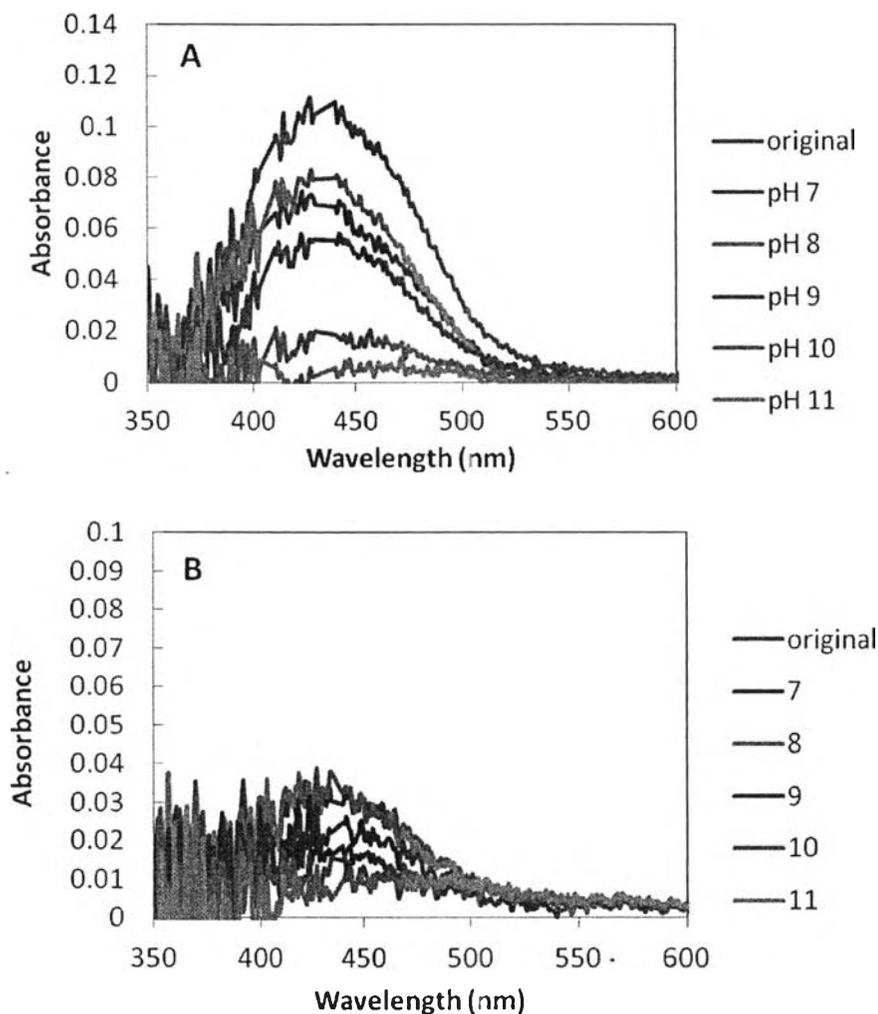 0.14
A
0.12
0.1
0.08
0.06
0.04
0.02
0
350 400 450 500 550 600
Absorbance
Wavelength (nm)
original
pH 7
pH 8
pH 9
pH 10
pH 11
0.1
B
0.09
0.08
0.07
0.06
0.05
0.04
0.03
0.02
0.01
0
350 400 450 500 550 600
Absorbance
Wavelength (nm)
original
7
8
9
10
11